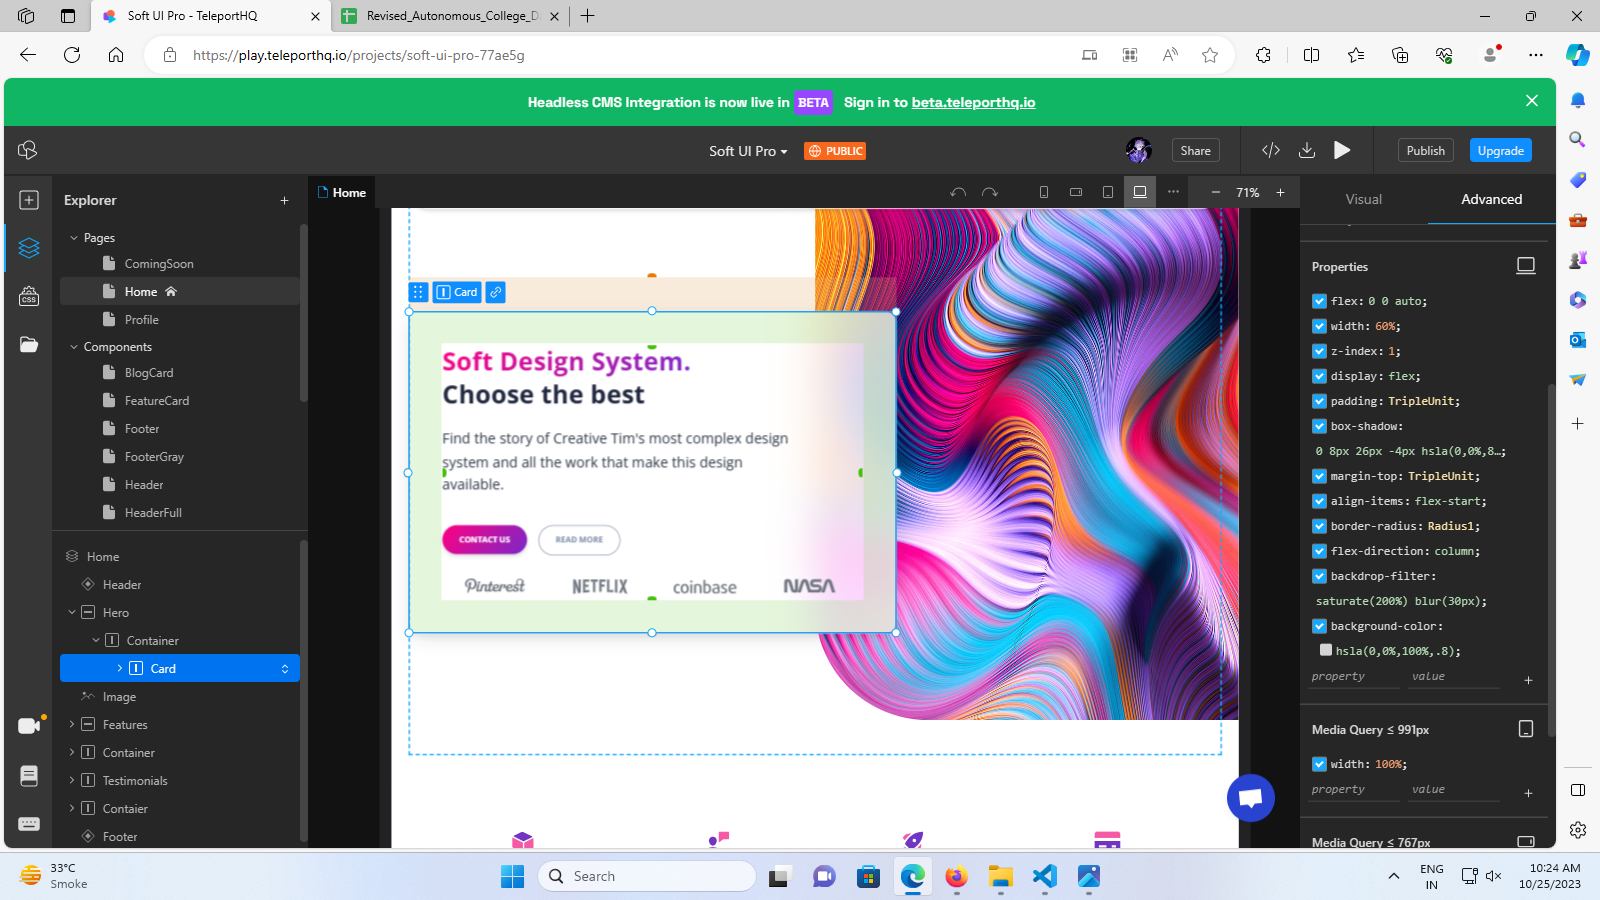 Soft UI Pro - TeleportHQ
Revised_Autonomous_College_D
https://play.teleporthq.io/projects/soft-ui-pro-77ae5g
Headless CMS Integration is now live in BETA Sign in to beta.teleporthq.io
Soft UI Pro
PUBLIC
Share
Publish
Upgrade
Explorer
Home
71%
Visual
Advanced
Pages
ComingSoon
Home
Profile
Components
BlogCard
FeatureCard
Footer
FooterGray
Header
HeaderFull
CSS
Home
Header
Hero
Container
Card
Image
Features
Container
Testimonials
Contaier
Footer
Card
Soft Design System.
Choose the best
Find the story of Creative Tim's most complex design
system and all the work that make this design
available.
CONTACT US
READ MORE
Pinterest
NETFLIX
coinbase
NASA
Properties
flex: 0 0 auto;
width: 60%;
z-index: 1;
display: flex;
padding: TripleUnit;
box-shadow:
0 8px 26px -4px hsla(0,0%,8…;
margin-top: TripleUnit;
align-items: flex-start;
border-radius: Radius1;
flex-direction: column;
backdrop-filter:
saturate(200%) blur(30px);
background-color:
hsla(0,0%,100%,.8);
property value
Media Query ≤ 991px
width: 100%;
property value
Media Query ≤ 767px
33°C
Smoke
Search
ENG
IN
10:24 AM
10/25/2023